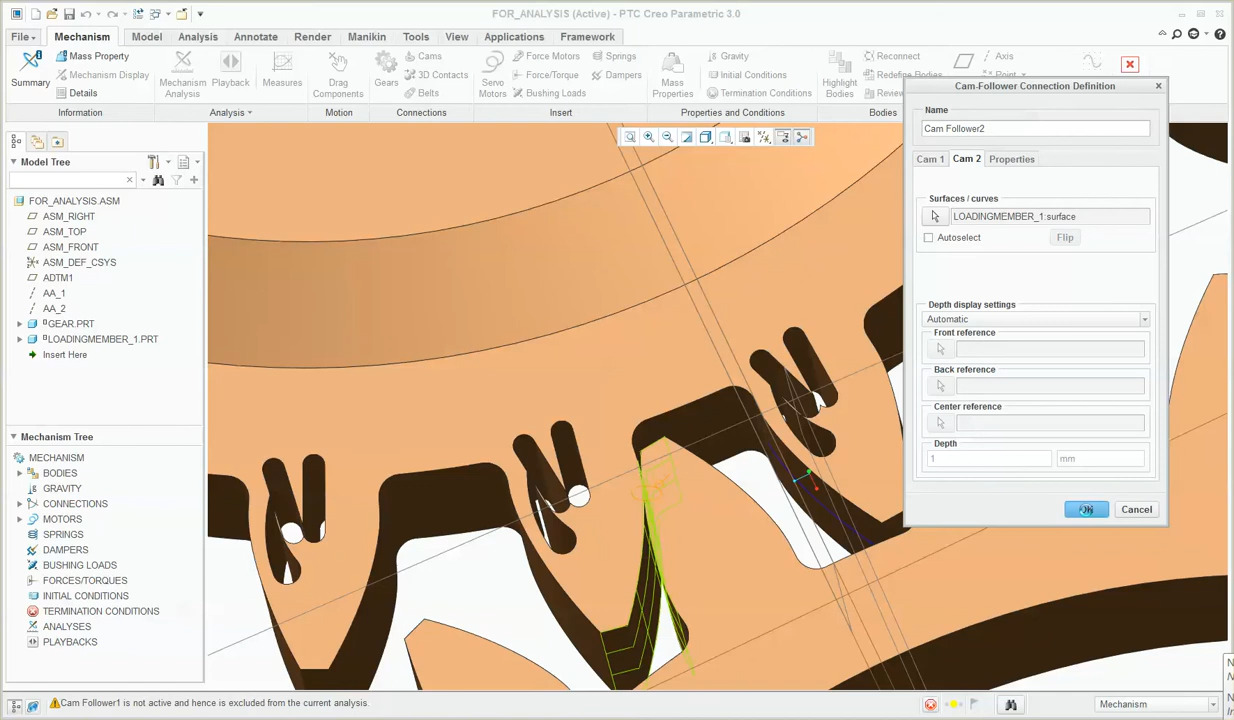 FOR_ANALYSIS (Active) - PTC Creo Parametric 3.0
File
Mechanism
Model
Analysis
Annotate
Render
Manikin
Tools
View
Applications
Framework
Summary
Mass Property
Mechanism Display
Details
Information
Mechanism Analysis
Playback
Measures
Analysis
Drag Components
Motion
Gears
Cams
3D Contacts
Belts
Connections
Servo Motors
Force Motors
Force/Torque
Bushing Loads
Springs
Dampers
Insert
Mass Properties
Gravity
Initial Conditions
Termination Conditions
Properties and Conditions
Highlight Bodies
Reconnect
Redefine Bodies
Bodies
Axis
Point
Model Tree
FOR_ANALYSIS.ASM
ASM_RIGHT
ASM_TOP
ASM_FRONT
ASM_DEF_CSYS
ADTM1
AA_1
AA_2
GEAR.PRT
LOADINGMEMBER_1.PRT
Insert Here
Mechanism Tree
MECHANISM
BODIES
GRAVITY
CONNECTIONS
MOTORS
SPRINGS
DAMPERS
BUSHING LOADS
FORCES/TORQUES
INITIAL CONDITIONS
TERMINATION CONDITIONS
ANALYSES
PLAYBACKS
Cam-Follower Connection Definition
Name
Cam Follower2
Cam 1
Cam 2
Properties
Surfaces / curves
LOADINGMEMBER_1:surface
Autoselect
Flip
Depth display settings
Automatic
Front reference
Back reference
Center reference
Depth
1
mm
OK
Cancel
Cam Follower1 is not active and hence is excluded from the current analysis.
Mechanism